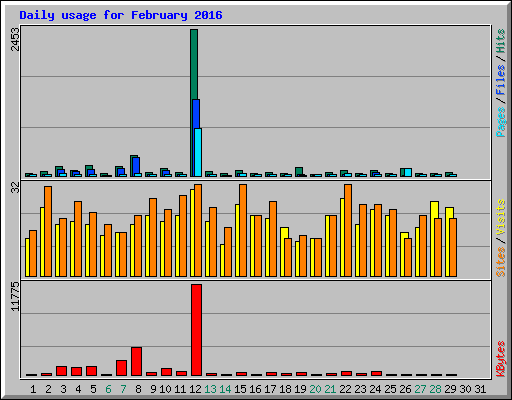 Daily usage for February 2016
2453
Pages / Files / Hits
32
Sites / Visits
11775
KBytes
1 2 3 4 5 6 7 8 9 10 11 12 13 14 15 16 17 18 19 20 21 22 23 24 25 26 27 28 29 30 31